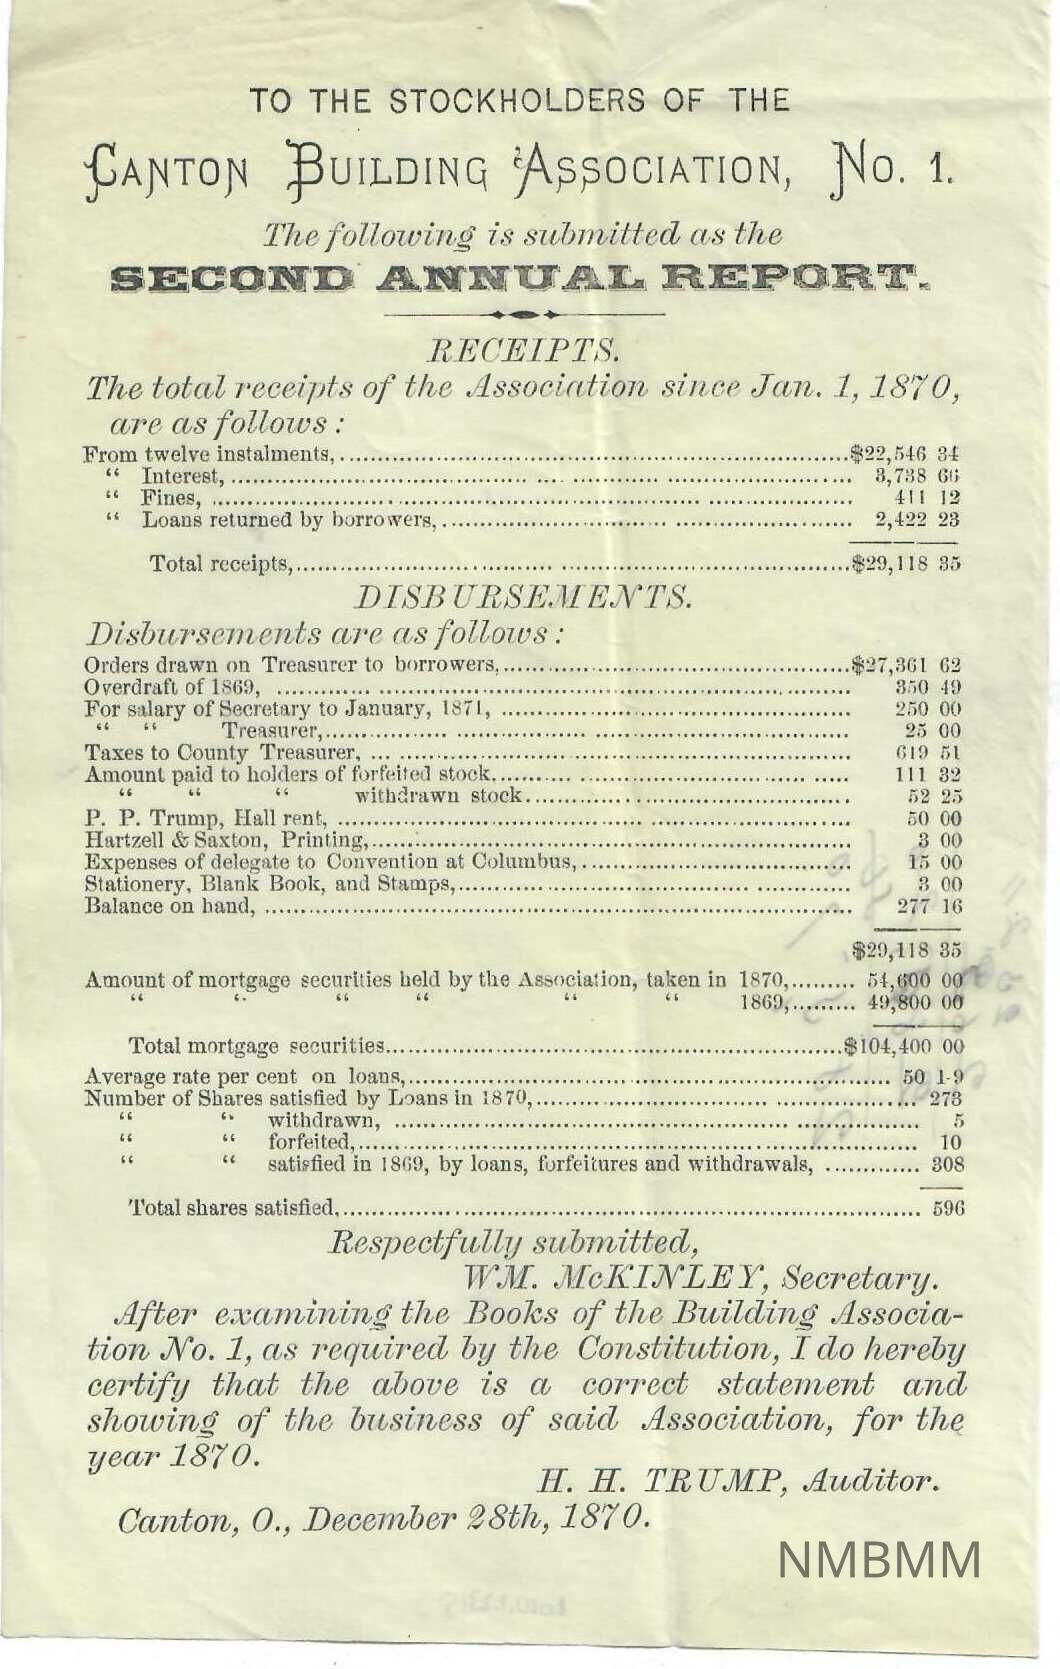 TO THE STOCKHOLDERS OF THE
CANTON BUILDING ASSOCIATION, No. 1.
The following is submitted as the
SECOND ANNUAL REPORT.
RECEIPTS.
The total receipts of the Association since Jan. 1, 1870,
are as follows:
From twelve instalments,..........$22,546 34
“ Interest,.......... 3,738 66
“ Fines,.......... 411 12
“ Loans returned by borrowers,.......... 2,422 23
Total receipts,..........$29,118 35
DISBURSEMENTS.
Disbursements are as follows:
Orders drawn on Treasurer to borrowers,..........$27,361 62
Overdraft of 1869,.......... 350 49
For salary of Secretary to January, 1871,.......... 250 00
“ “ Treasurer,.......... 25 00
Taxes to County Treasurer,.......... 619 51
Amount paid to holders of forfeited stock.......... 111 32
“ “ “ withdrawn stock.......... 52 25
P. P. Trump, Hall rent,.......... 50 00
Hartzell & Saxton, Printing,.......... 3 00
Expenses of delegate to Convention at Columbus,.......... 15 00
Stationery, Blank Book, and Stamps,.......... 3 00
Balance on hand,.......... 277 16
$29,118 35
Amount of mortgage securities held by the Association, taken in 1870,......... 54,600 00
“ “ “ “ “ “ 1869,......... 49,800 00
Total mortgage securities..........$104,400 00
Average rate per cent on loans,.......... 50 1-9
Number of Shares satisfied by Loans in 1870,.......... 273
“ “ withdrawn,.......... 5
“ “ forfeited,.......... 10
“ “ satisfied in 1869, by loans, forfeitures and withdrawals,.......... 308
Total shares satisfied,.......... 596
Respectfully submitted,
WM. McKINLEY, Secretary.
After examining the Books of the Building Associa-
tion No. 1, as required by the Constitution, I do hereby
certify that the above is a correct statement and
showing of the business of said Association, for the
year 1870.
H. H. TRUMP, Auditor.
Canton, O., December 28th, 1870.
NMBMM